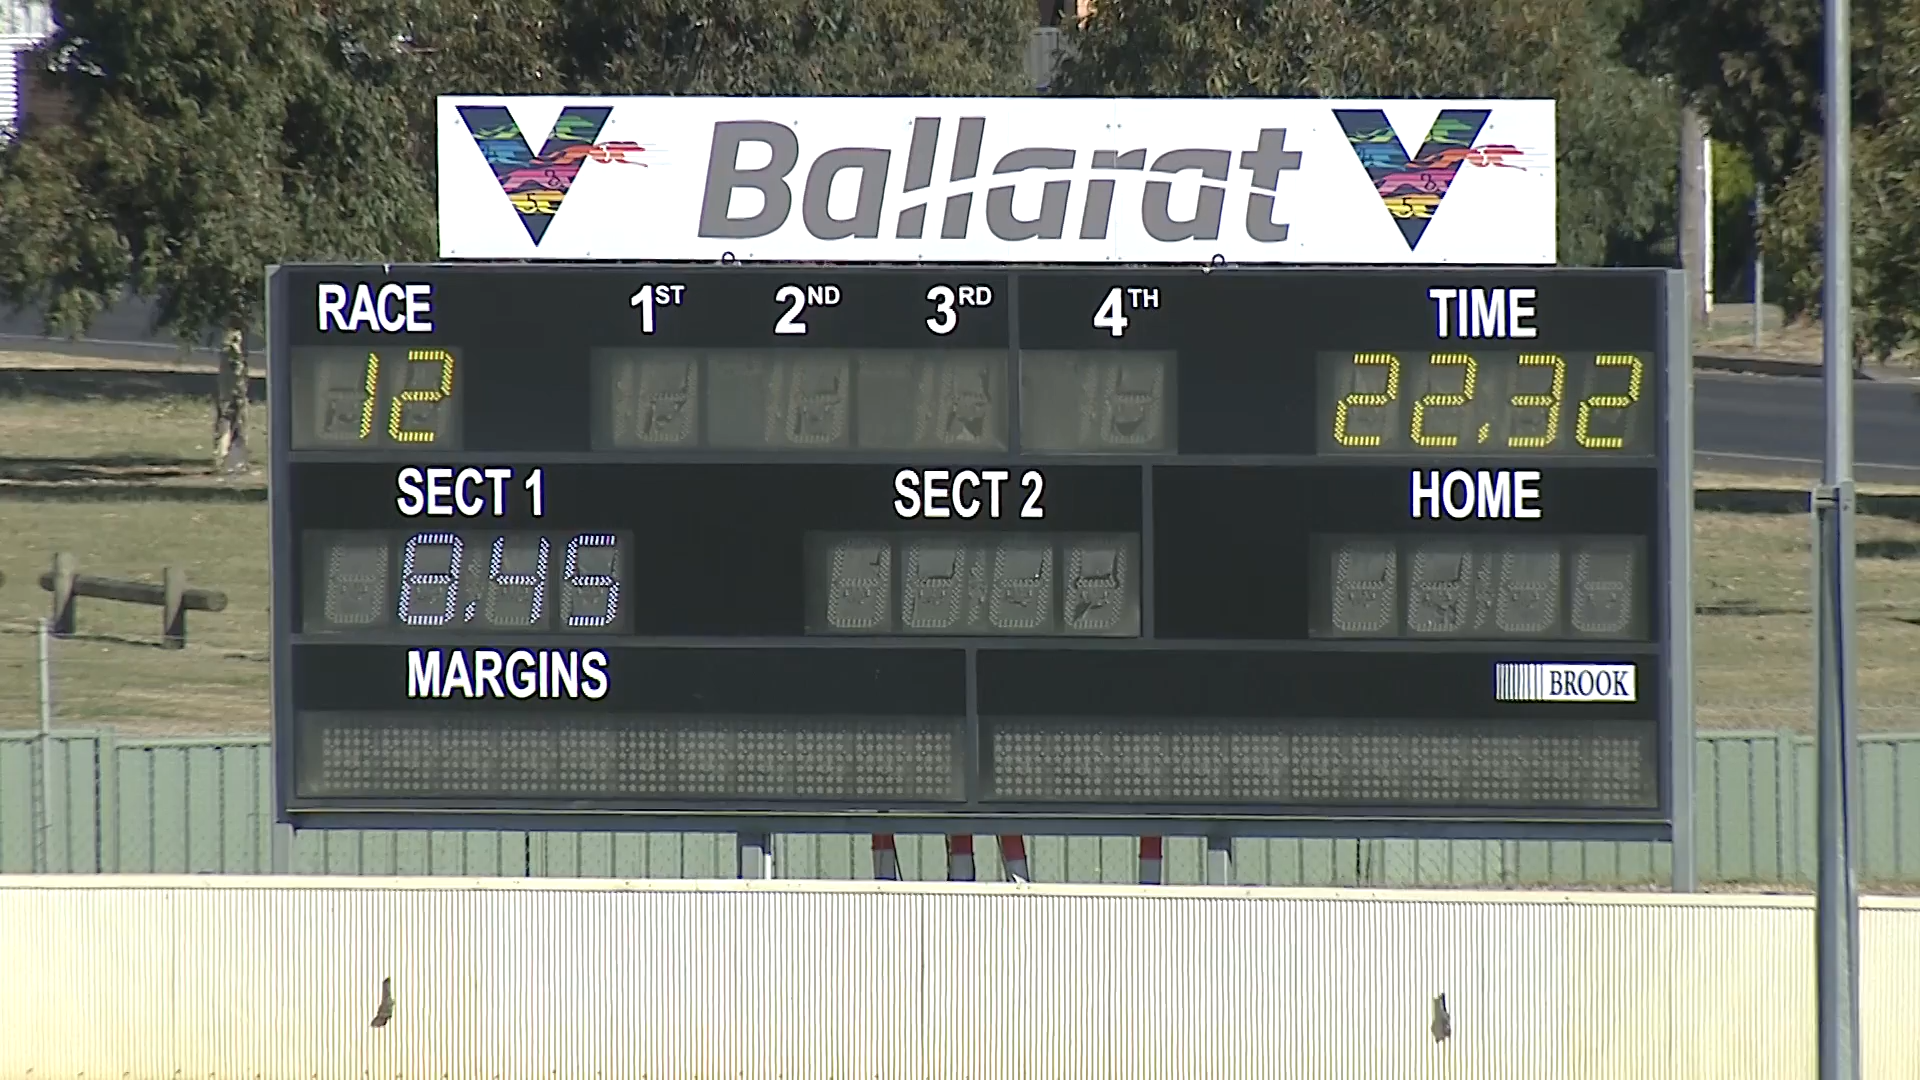 Ballarat
RACE 1ST 2ND 3RD 4TH TIME
12 22.32
SECT 1 SECT 2 HOME
8.45
MARGINS
BROOK